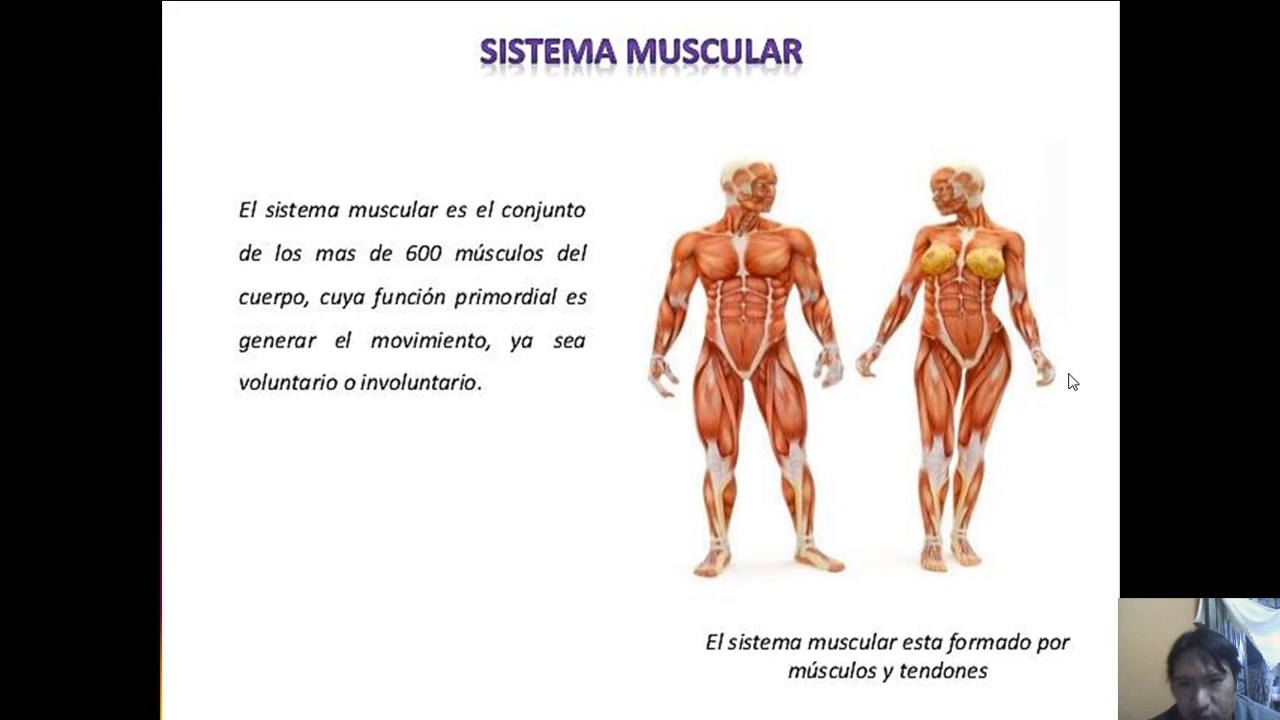 SISTEMA MUSCULAR
El sistema muscular es el conjunto
de los mas de 600 músculos del
cuerpo, cuya función primordial es
generar el movimiento, ya sea
voluntario o involuntario.
El sistema muscular esta formado por
músculos y tendones